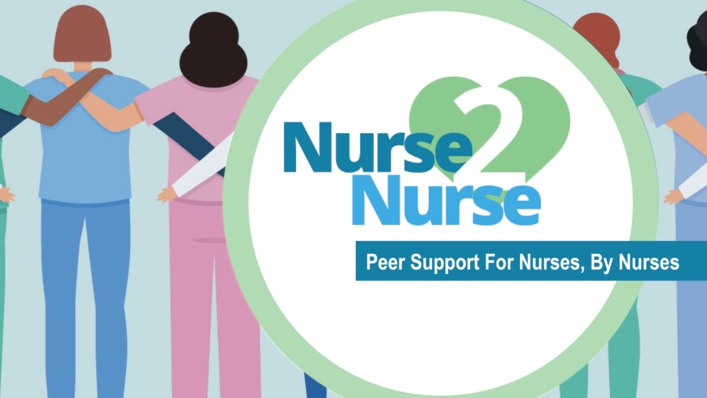 Nurse2
Nurse
Peer Support For Nurses, By Nurses